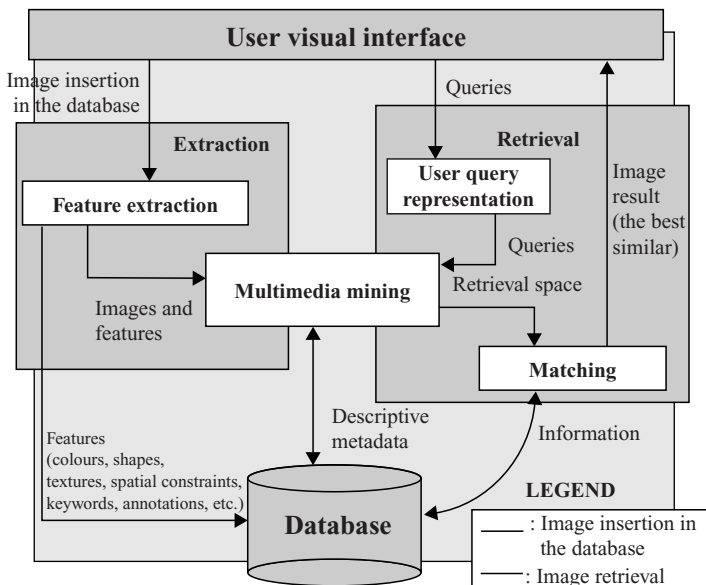 User visual interface
Image insertion
in the database
Queries
Extraction
Retrieval
Feature extraction
User query
representation
Image
result
(the best
similar)
Queries
Multimedia mining
Retrieval space
Images and
features
Matching
Descriptive
metadata
Information
Features
(colours, shapes,
textures, spatial constraints,
keywords, annotations, etc.)
Database
LEGEND
: Image insertion in
the database
: Image retrieval